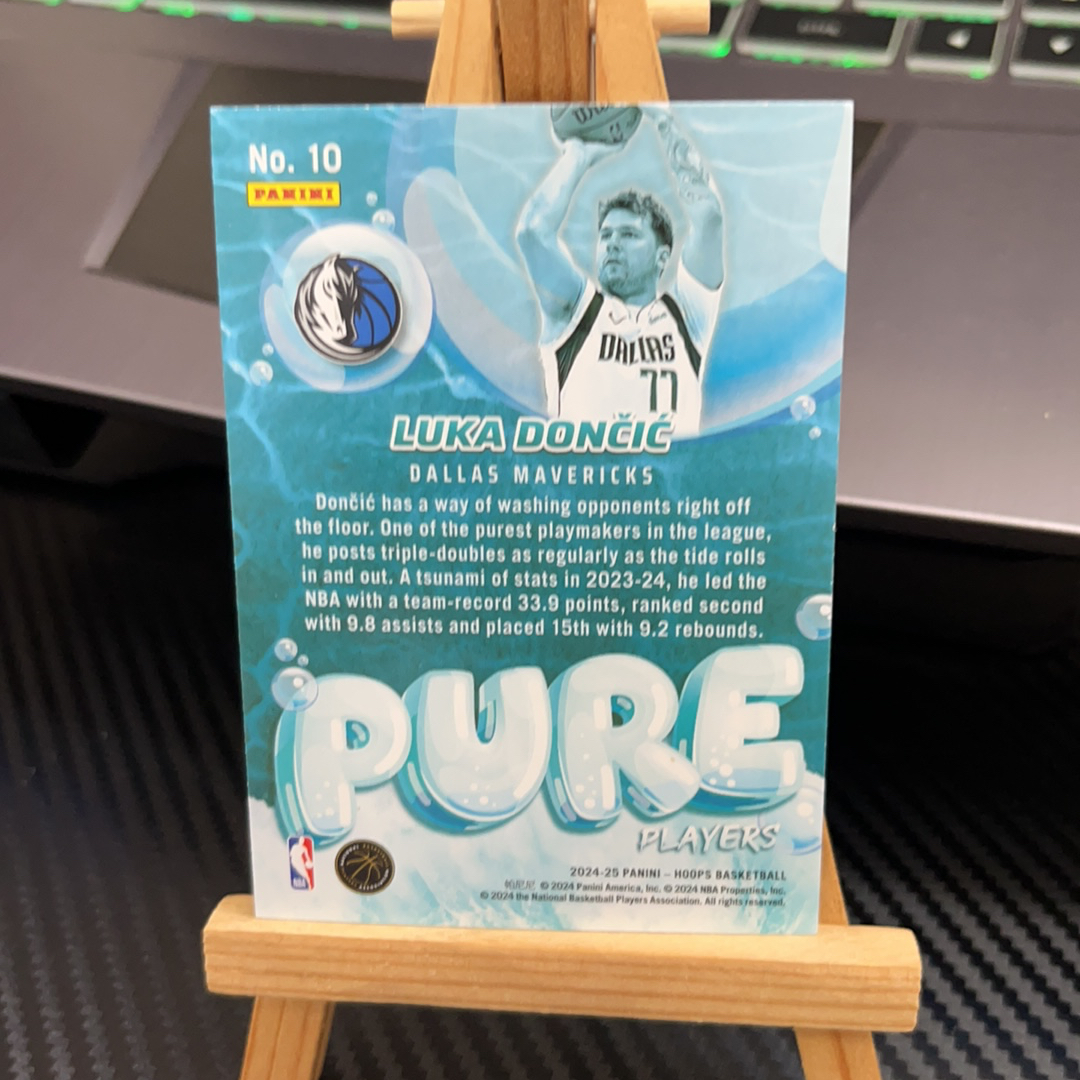 No. 10
PANINI
DALLAS
77
LUKA DONČIĆ
DALLAS MAVERICKS
Dončić has a way of washing opponents right off
the floor. One of the purest playmakers in the league,
he posts triple-doubles as regularly as the tide rolls
in and out. A tsunami of stats in 2023-24, he led the
NBA with a team-record 33.9 points, ranked second
with 9.8 assists and placed 15th with 9.2 rebounds.
PURE
PLAYERS
NBA
2024-25 PANINI – HOOPS BASKETBALL
© 2024 Panini America, Inc. © 2024 NBA Properties, Inc.
© 2024 the National Basketball Players Association. All rights reserved.